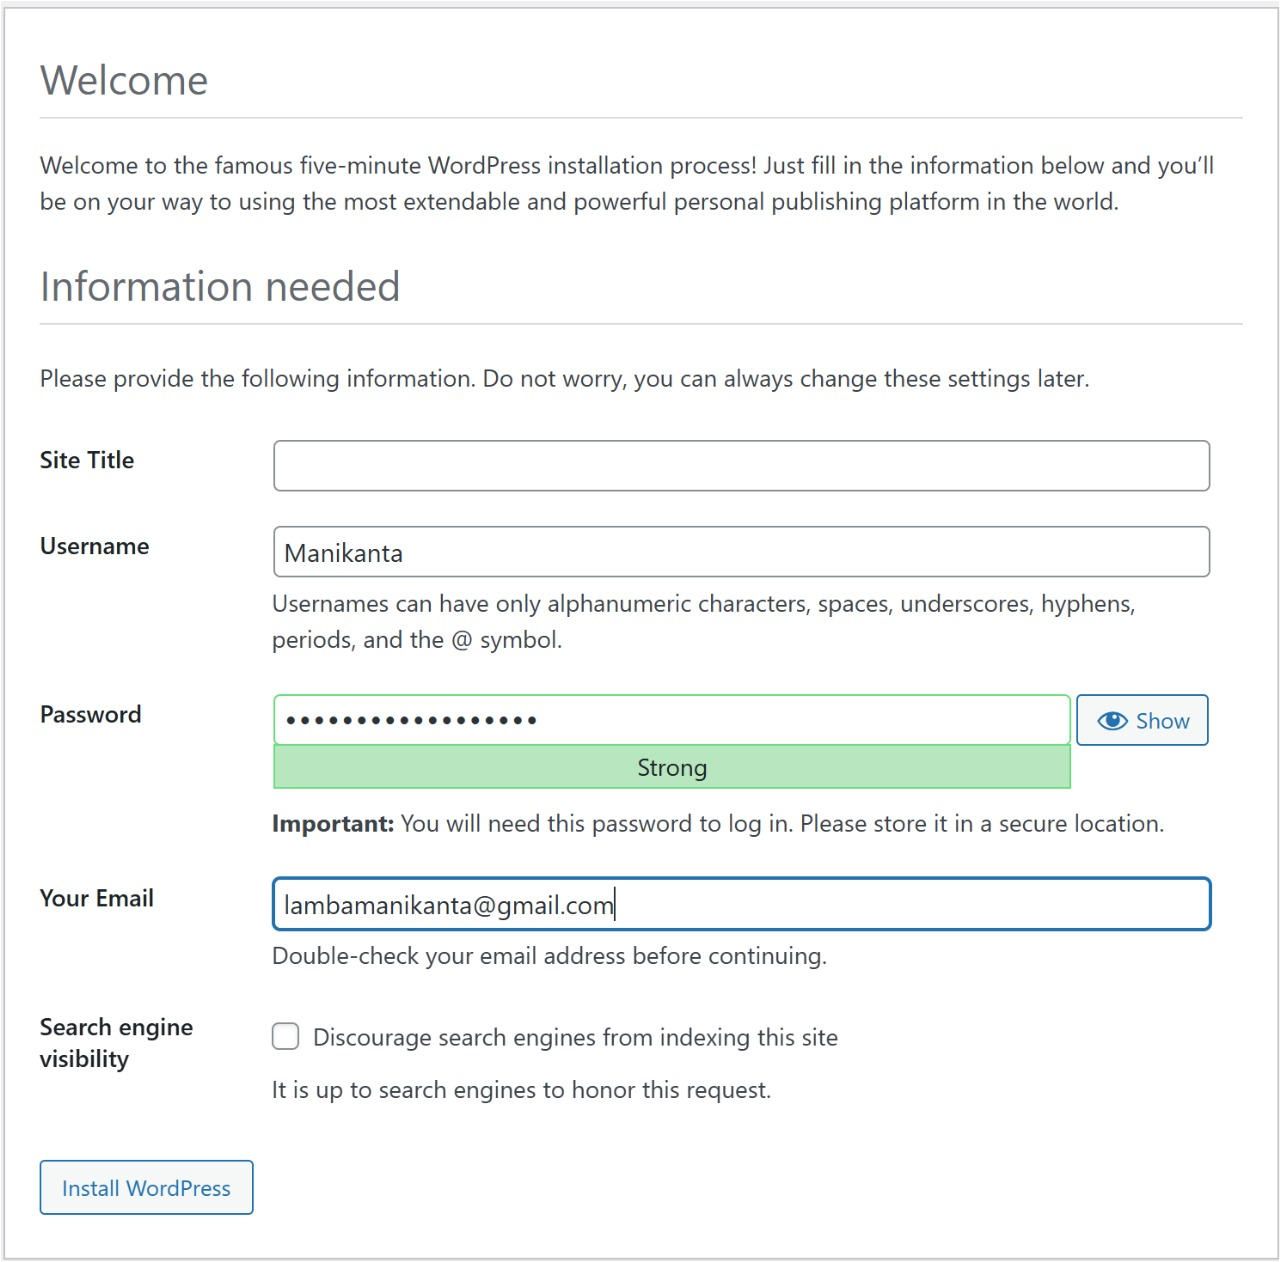 Welcome
Welcome to the famous five-minute WordPress installation process! Just fill in the information below and you’ll
be on your way to using the most extendable and powerful personal publishing platform in the world.
Information needed
Please provide the following information. Do not worry, you can always change these settings later.
Site Title
Username
Manikanta
Usernames can have only alphanumeric characters, spaces, underscores, hyphens,
periods, and the @ symbol.
Password
••••••••••••••••••
Show
Strong
Important: You will need this password to log in. Please store it in a secure location.
Your Email
lambamanikanta@gmail.com
Double-check your email address before continuing.
Search engine
visibility
Discourage search engines from indexing this site
It is up to search engines to honor this request.
Install WordPress